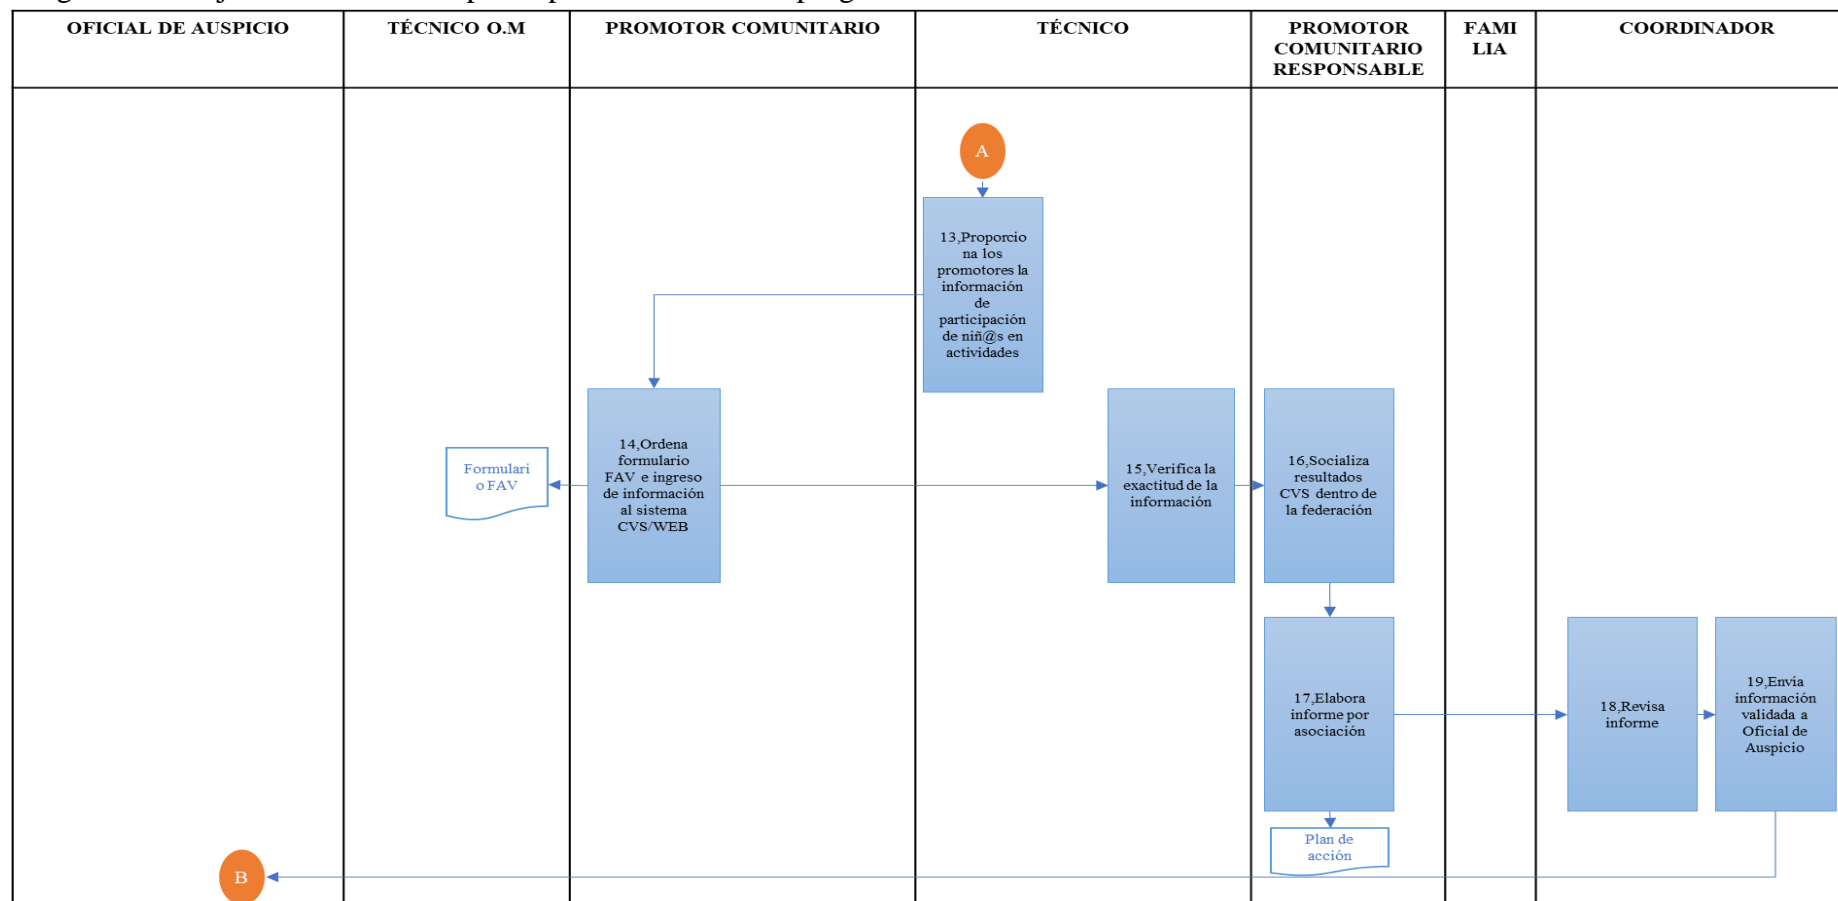 OFICIAL DE AUSPICIO
TÉCNICO O.M
PROMOTOR COMUNITARIO
TÉCNICO
PROMOTOR
COMUNITARIO
RESPONSABLE
FAMI
LIA
COORDINADOR
A
13,Proporcio
na los
promotores la
información
de
participación
de niñ@s en
actividades
Formulari
o FAV
14,Ordena
formulario
FAV e ingreso
de información
al sistema
CVS/WEB
15,Verifica la
exactitud de la
información
16,Socializa
resultados
CVS dentro de
la federación
17,Elabora
informe por
asociación
18,Revisa
informe
19,Envía
información
validada a
Oficial de
Auspicio
Plan de
acción
B